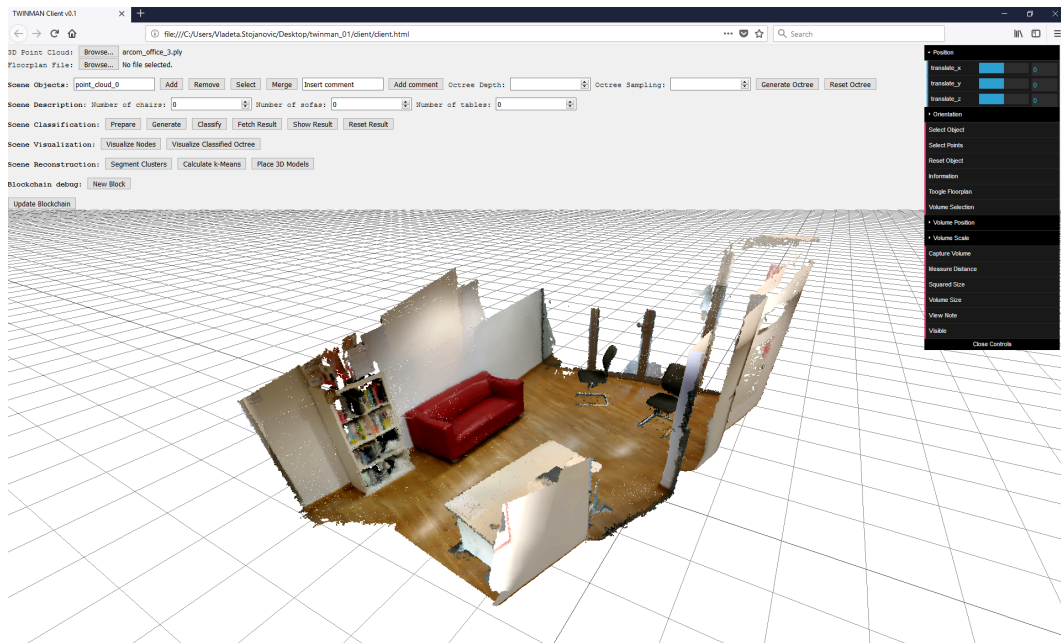 TWINMAN Client v0.1
file:///C:/Users/Vladeta.Stojanovic/Desktop/twinman_01/client/client.html
Search
3D Point Cloud: Browse... arcom_office_3.ply
Floorplan File: Browse... No file selected.
Scene Objects: point_cloud_0 Add Remove Select Merge Insert comment Add comment Octree Depth: Octree Sampling: Generate Octree Reset Octree
Scene Description: Number of chairs: 0 Number of sofas: 0 Number of tables: 0
Scene Classification: Prepare Generate Classify Fetch Result Show Result Reset Result
Scene Visualization: Visualize Nodes Visualize Classified Octree
Scene Reconstruction: Segment Clusters Calculate k-Means Place 3D Models
Blockchain debug: New Block
Update Blockchain
Position
translate_x 0
translate_y 0
translate_z 0
Orientation
Select Object
Select Points
Reset Object
Information
Toogle Floorplan
Volume Selection
Volume Position
Volume Scale
Capture Volume
Measure Distance
Squared Size
Volume Size
View Note
Visible
Close Controls